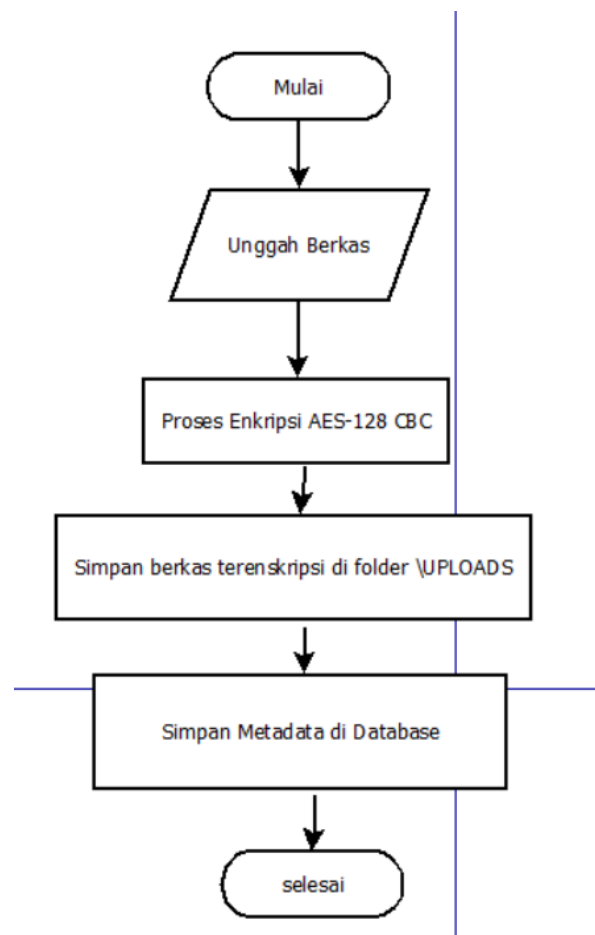 Mulai
Unggah Berkas
Proses Enkripsi AES-128 CBC
Simpan berkas terenskripsi di folder \UPLOADS
Simpan Metadata di Database
selesai